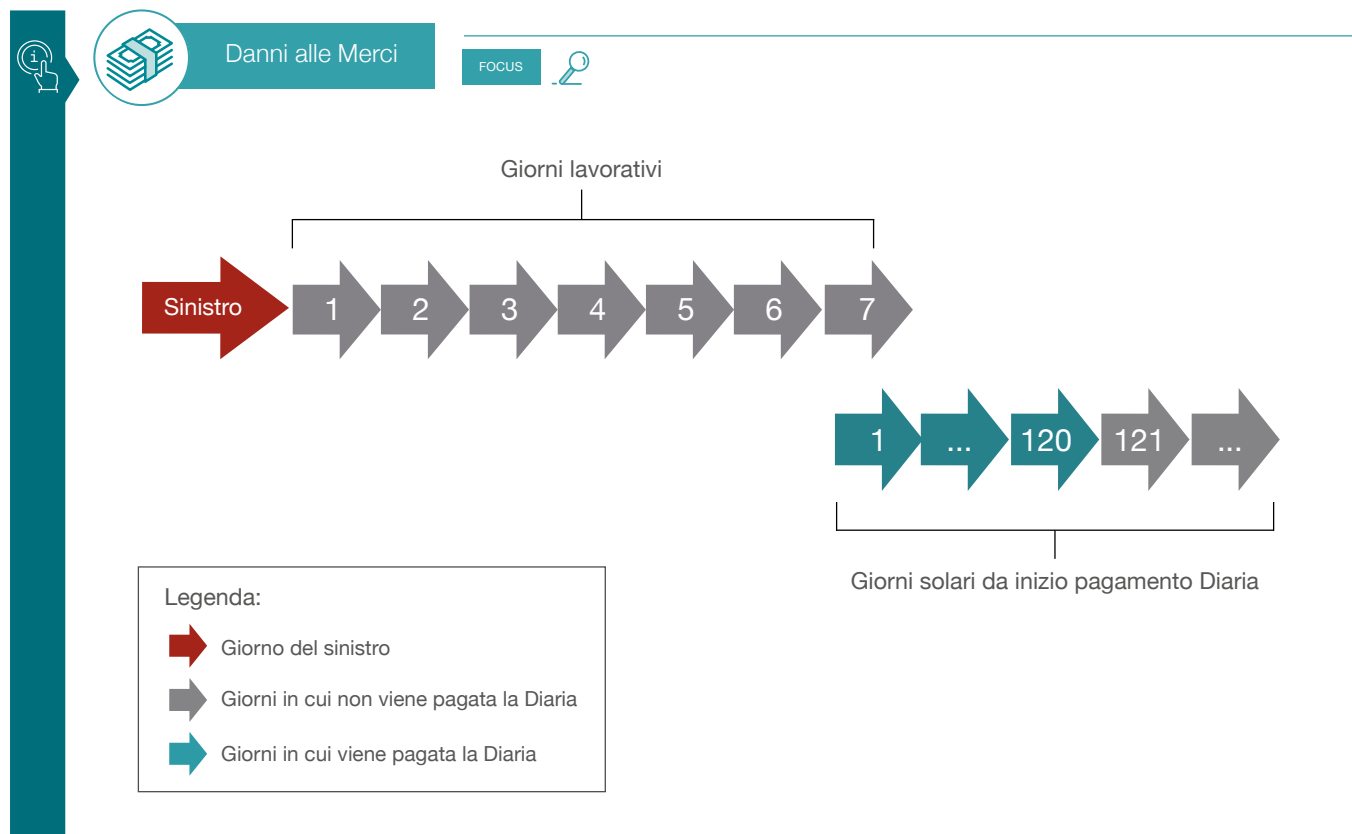 Danni alle Merci
FOCUS
Giorni lavorativi
Sinistro 1 2 3 4 5 6 7
1 ... 120 121 ...
Giorni solari da inizio pagamento Diaria
Legenda:
Giorno del sinistro
Giorni in cui non viene pagata la Diaria
Giorni in cui viene pagata la Diaria